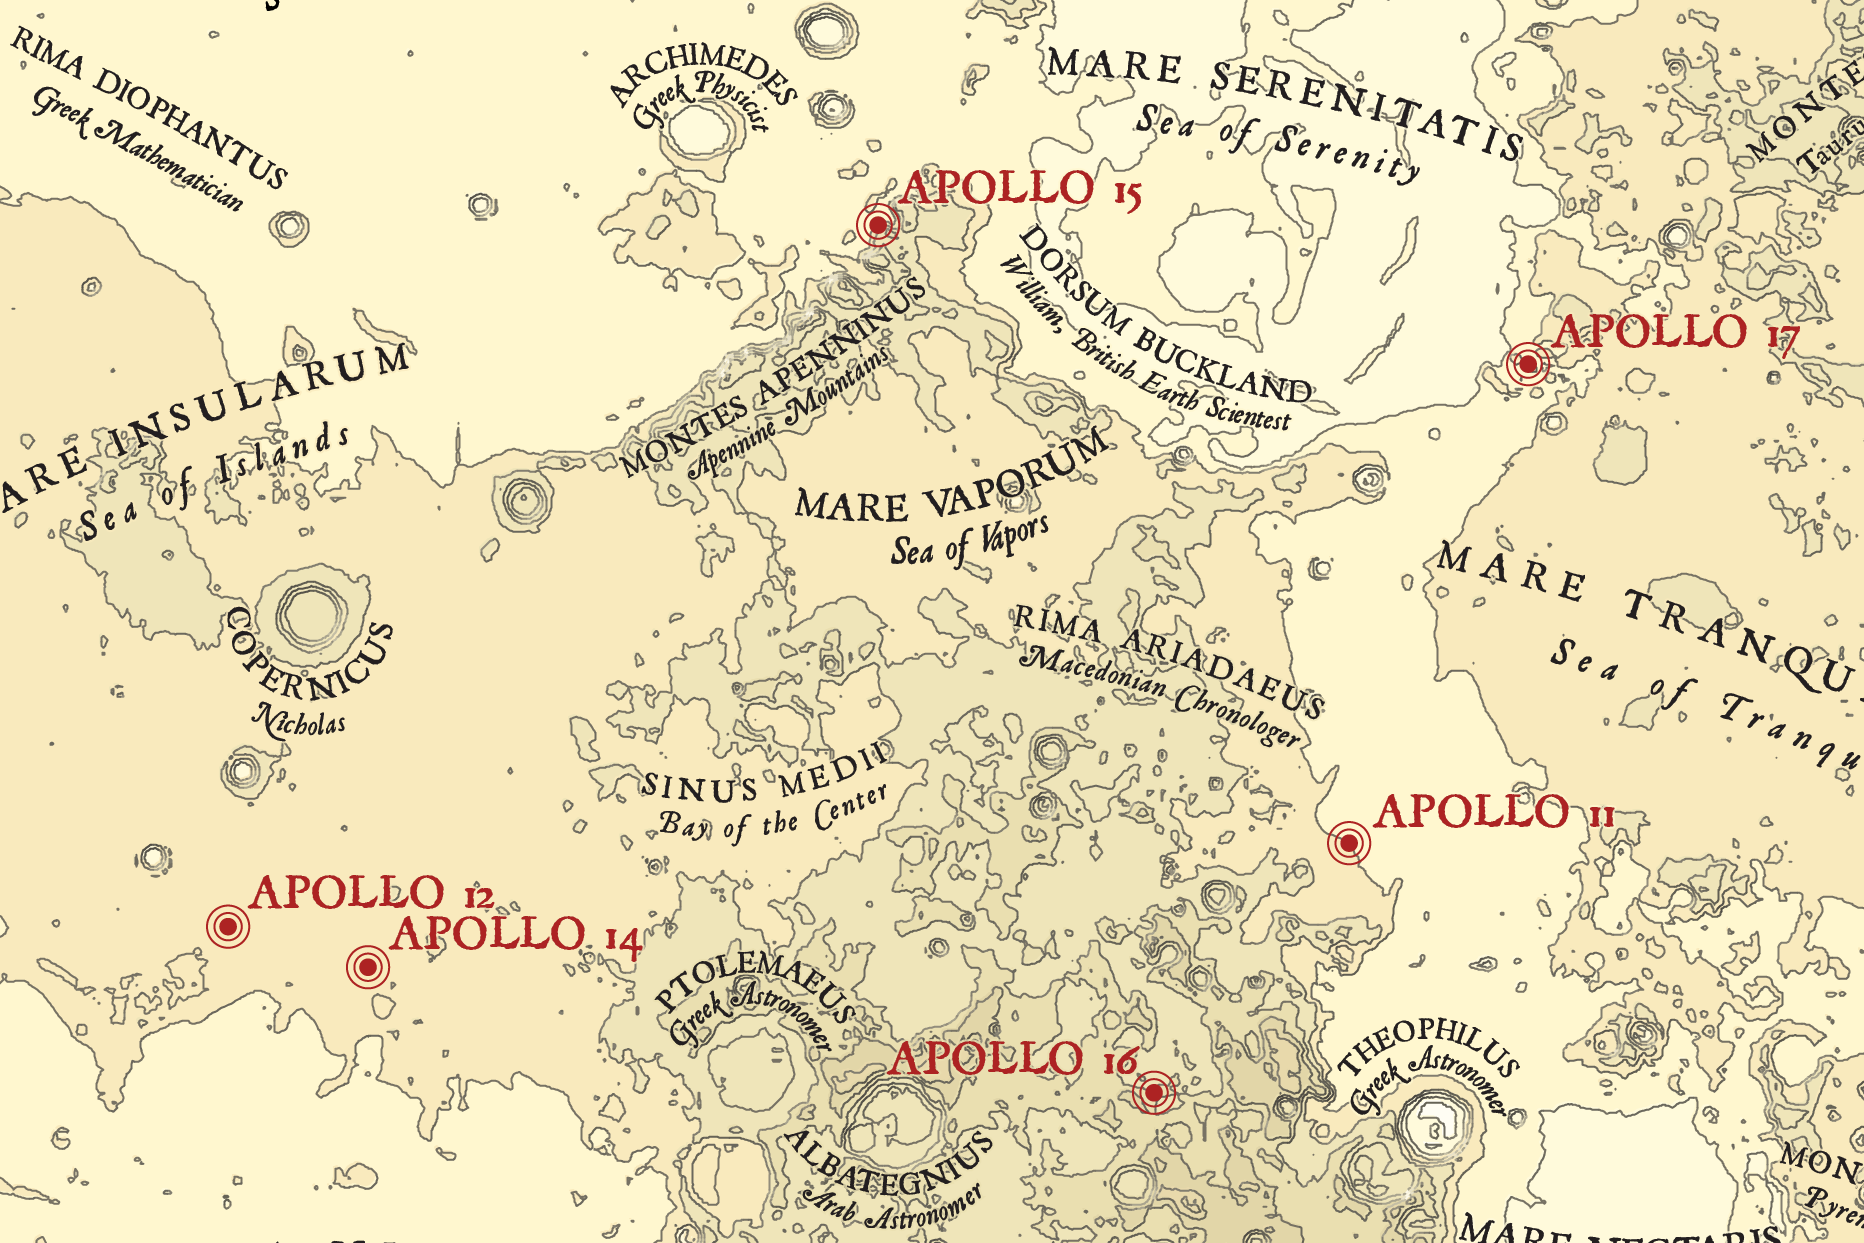 RIMA DIOPHANTUS
Greek Mathematician
ARCHIMEDES
Greek Physicist
MARE SERENITATIS
Sea of Serenity
APOLLO 15
DORSUM BUCKLAND
William, British Earth Scientest
APOLLO 17
ARE INSULARUM
Sea of Islands
MONTES APENNINUS
Apennine Mountains
MARE VAPORUM
Sea of Vapors
MARE TRANQU
Sea of Tranqu
COPERNICUS
Nicholas
RIMA ARIADAEUS
Macedonian Chronologer
SINUS MEDII
Bay of the Center
APOLLO 11
APOLLO 12
APOLLO 14
PTOLEMAEUS
Greek Astronomer
APOLLO 16
THEOPHILUS
Greek Astronomer
ALBATEGNIUS
Arab Astronomer
MONTE
Tauru
MON
Pyren
MARE NECTARIS